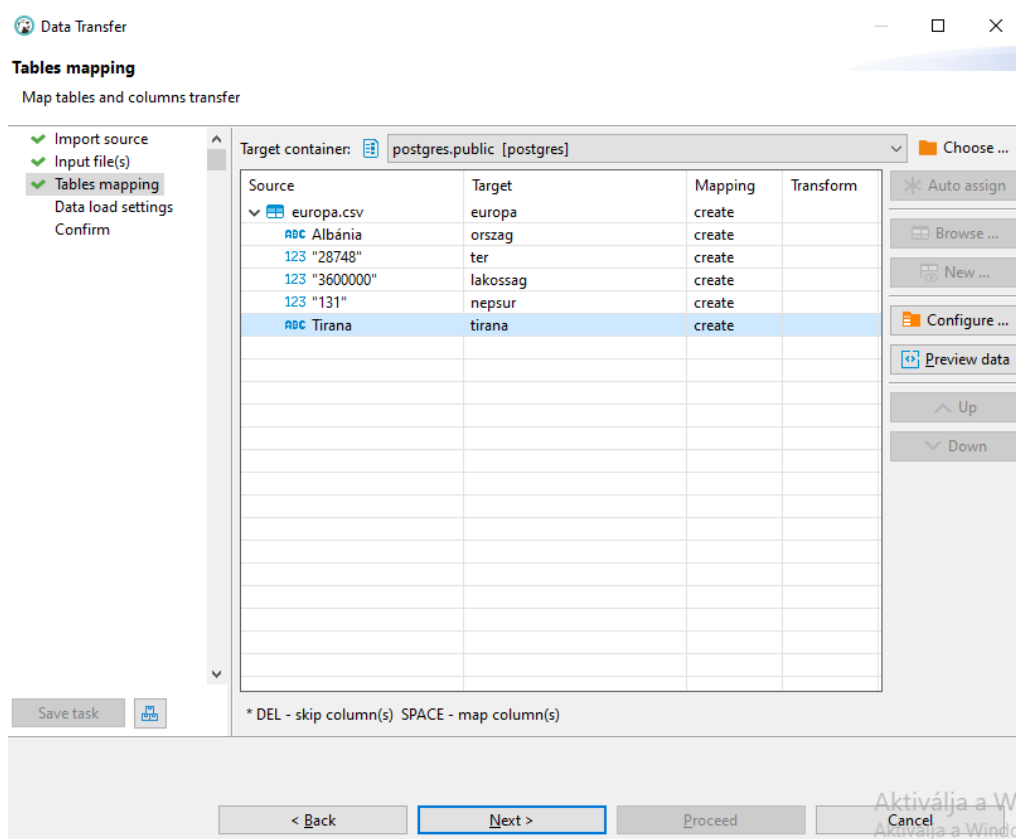 Data Transfer
Tables mapping
Map tables and columns transfer
Import source
Input file(s)
Tables mapping
Data load settings
Confirm
Target container: postgres.public [postgres] Choose ...
Source Target Mapping Transform
europa.csv europa create
ABC Albánia orszag create
123 "28748" ter create
123 "3600000" lakossag create
123 "131" nepsur create
ABC Tirana tirana create
Auto assign
Browse ...
New ...
Configure ...
Preview data
Up
Down
* DEL - skip column(s) SPACE - map column(s)
Save task
Aktiválja a W
< Back Next > Proceed Cancel
Aktiválja a Windo